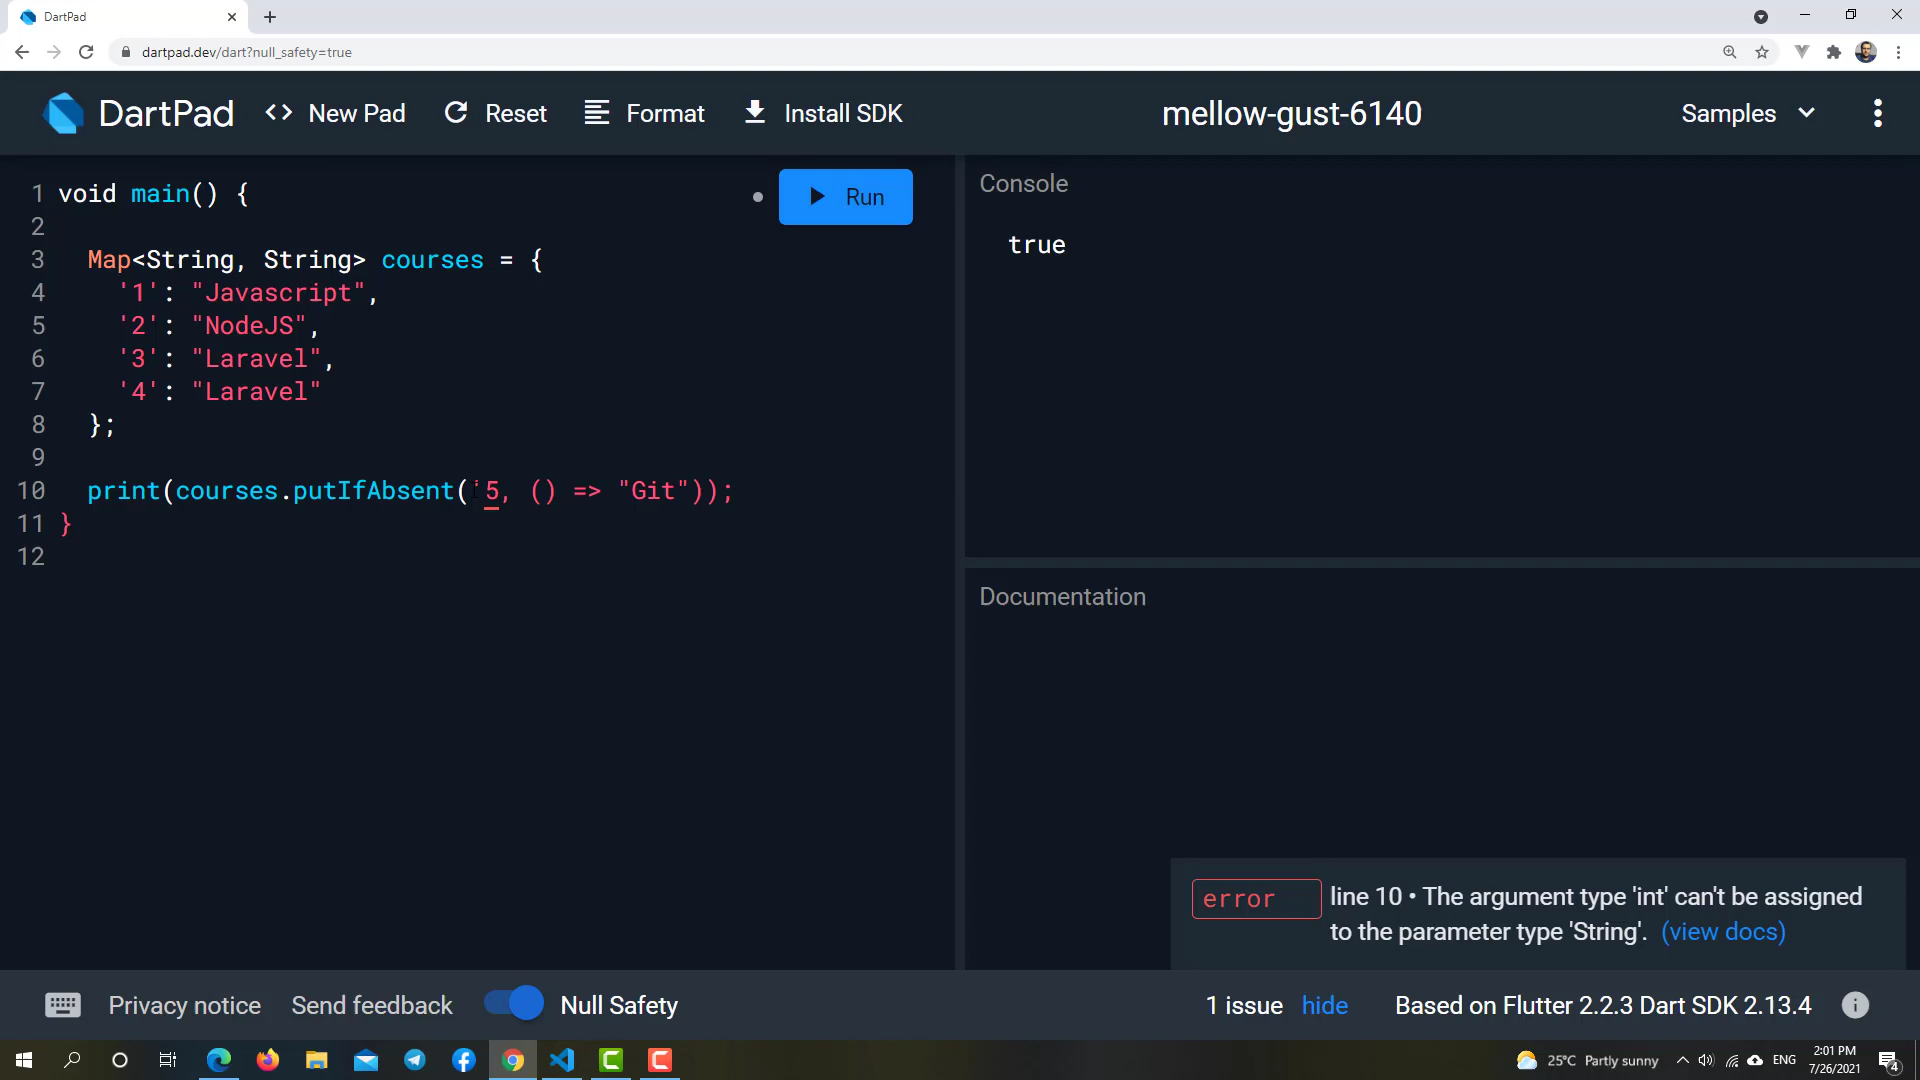 DartPad
dartpad.dev/dart?null_safety=true
DartPad
New Pad
Reset
Format
Install SDK
mellow-gust-6140
Samples
1 void main() {
2
3 Map<String, String> courses = {
4 '1': "Javascript",
5 '2': "NodeJS",
6 '3': "Laravel",
7 '4': "Laravel"
8 };
9
10 print(courses.putIfAbsent('5, () => "Git"));
11 }
12
Run
Console
true
Documentation
error line 10 • The argument type 'int' can't be assigned
to the parameter type 'String'. (view docs)
Privacy notice
Send feedback
Null Safety
1 issue hide
Based on Flutter 2.2.3 Dart SDK 2.13.4
25°C Partly sunny
ENG
2:01 PM
7/26/2021
4